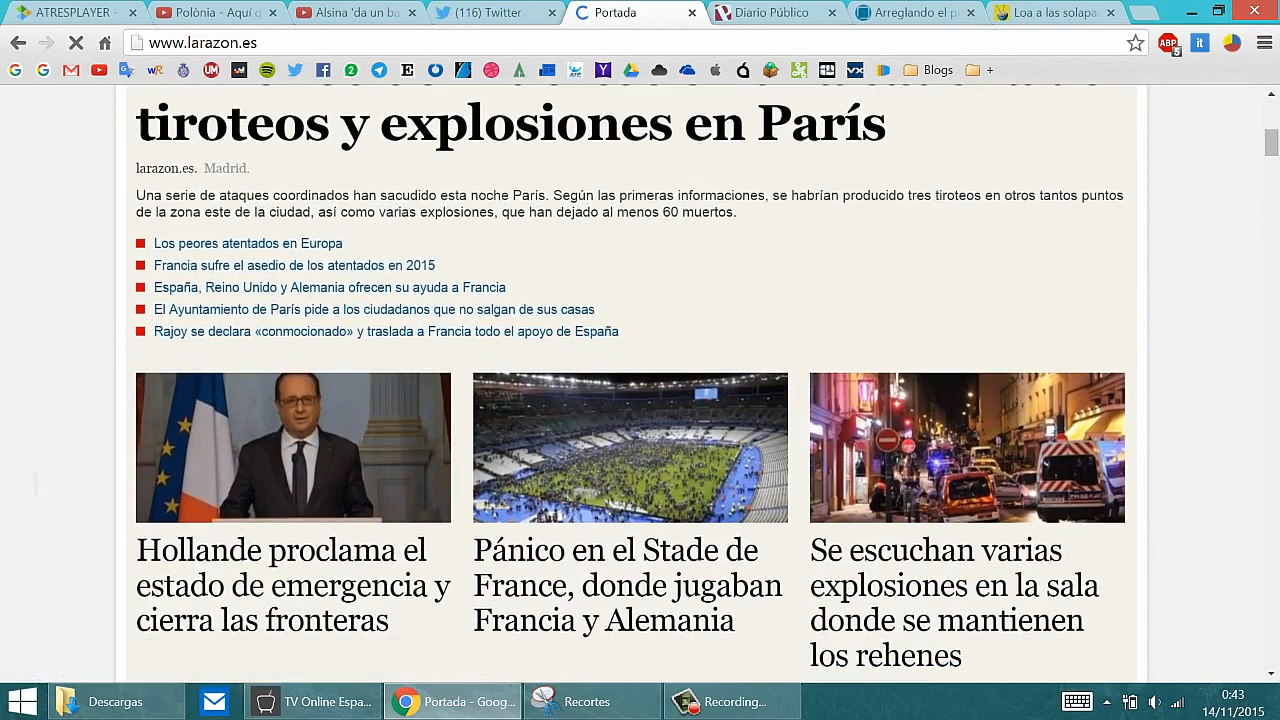 ATRESPLAYER -
Polònia - Aquí q
Alsina 'da un ba
(116) Twitter
Portada
Diario Público
Arreglando el p
Loa a las solapa
www.larazon.es
ABP
5
it
Blogs
+
tiroteos y explosiones en París
larazon.es. Madrid.
Una serie de ataques coordinados han sacudido esta noche París. Según las primeras informaciones, se habrían producido tres tiroteos en otros tantos puntos
de la zona este de la ciudad, así como varias explosiones, que han dejado al menos 60 muertos.
Los peores atentados en Europa
Francia sufre el asedio de los atentados en 2015
España, Reino Unido y Alemania ofrecen su ayuda a Francia
El Ayuntamiento de París pide a los ciudadanos que no salgan de sus casas
Rajoy se declara «conmocionado» y traslada a Francia todo el apoyo de España
Hollande proclama el
estado de emergencia y
cierra las fronteras
Pánico en el Stade de
France, donde jugaban
Francia y Alemania
Se escuchan varias
explosiones en la sala
donde se mantienen
los rehenes
Descargas
TV Online Espa...
Portada - Goog...
Recortes
Recording...
0:43
14/11/2015